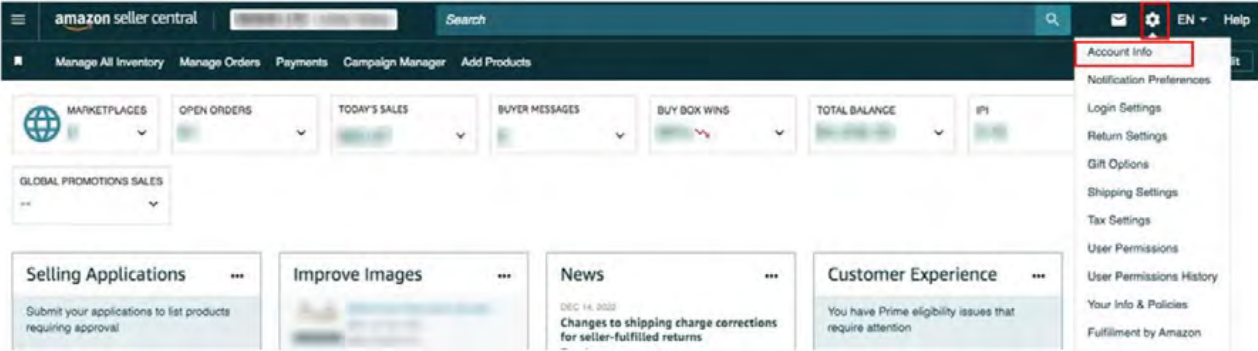 amazon seller central
Search
EN
Help
Manage All Inventory
Manage Orders
Payments
Campaign Manager
Add Products
Account Info
Notification Preferences
Login Settings
Return Settings
Gift Options
Shipping Settings
Tax Settings
User Permissions
User Permissions History
Your Info & Policies
Fulfillment by Amazon
MARKETPLACES
OPEN ORDERS
TODAY'S SALES
BUYER MESSAGES
BUY BOX WINS
TOTAL BALANCE
IPI
GLOBAL PROMOTIONS SALES
--
Selling Applications
Submit your applications to list products
requiring approval
Improve Images
News
DEC 14, 2022
Changes to shipping charge corrections
for seller-fulfilled returns
Customer Experience
You have Prime eligibility issues that
require attention